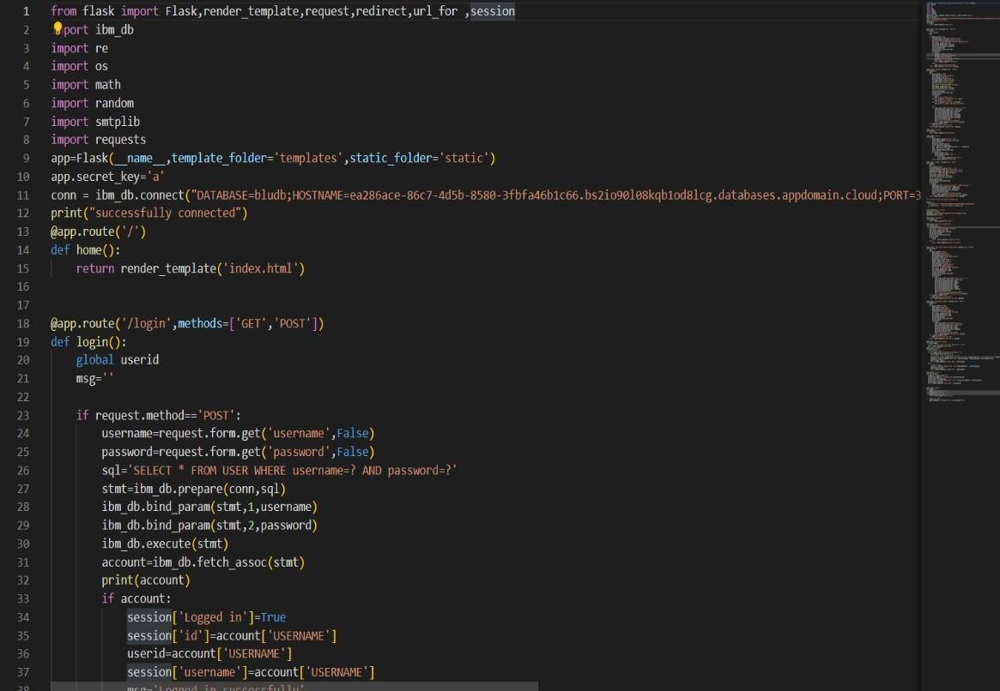 1 from flask import Flask,render_template,request,redirect,url_for ,session
2 port ibm_db
3 import re
4 import os
5 import math
6 import random
7 import smtplib
8 import requests
9 app=Flask(__name__,template_folder='templates',static_folder='static')
10 app.secret_key='a'
11 conn = ibm_db.connect("DATABASE=bludb;HOSTNAME=ea286ace-86c7-4d5b-8580-3fbfa46b1c66.bs2io90l08kqb1od8lcg.databases.appdomain.cloud;PORT=3
12 print("successfully connected")
13 @app.route('/')
14 def home():
15     return render_template('index.html')
16
17
18 @app.route('/login',methods=['GET','POST'])
19 def login():
20     global userid
21     msg=''
22
23     if request.method=='POST':
24         username=request.form.get('username',False)
25         password=request.form.get('password',False)
26         sql='SELECT * FROM USER WHERE username=? AND password=?'
27         stmt=ibm_db.prepare(conn,sql)
28         ibm_db.bind_param(stmt,1,username)
29         ibm_db.bind_param(stmt,2,password)
30         ibm_db.execute(stmt)
31         account=ibm_db.fetch_assoc(stmt)
32         print(account)
33         if account:
34             session['Logged in']=True
35             session['id']=account['USERNAME']
36             userid=account['USERNAME']
37             session['username']=account['USERNAME']
38             msg='Logged in successfully'